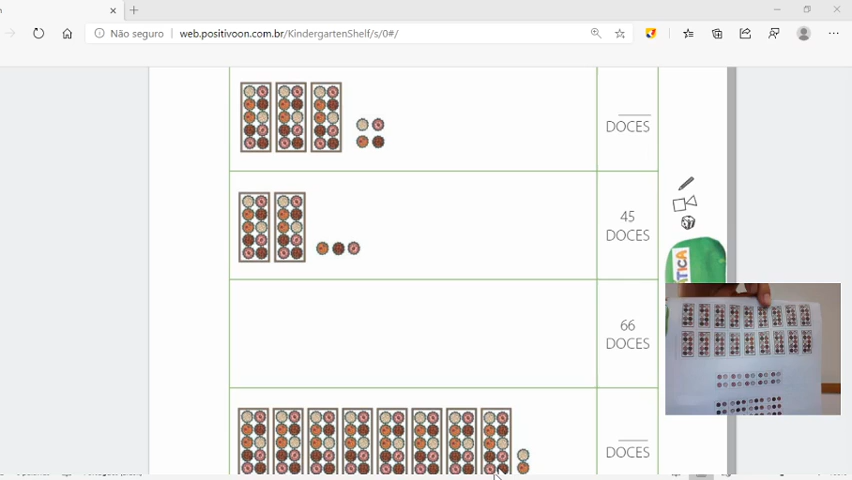 Não seguro
web.positivoon.com.br/KindergartenShelf/s/0#/
DOCES
45
DOCES
66
DOCES
DOCES